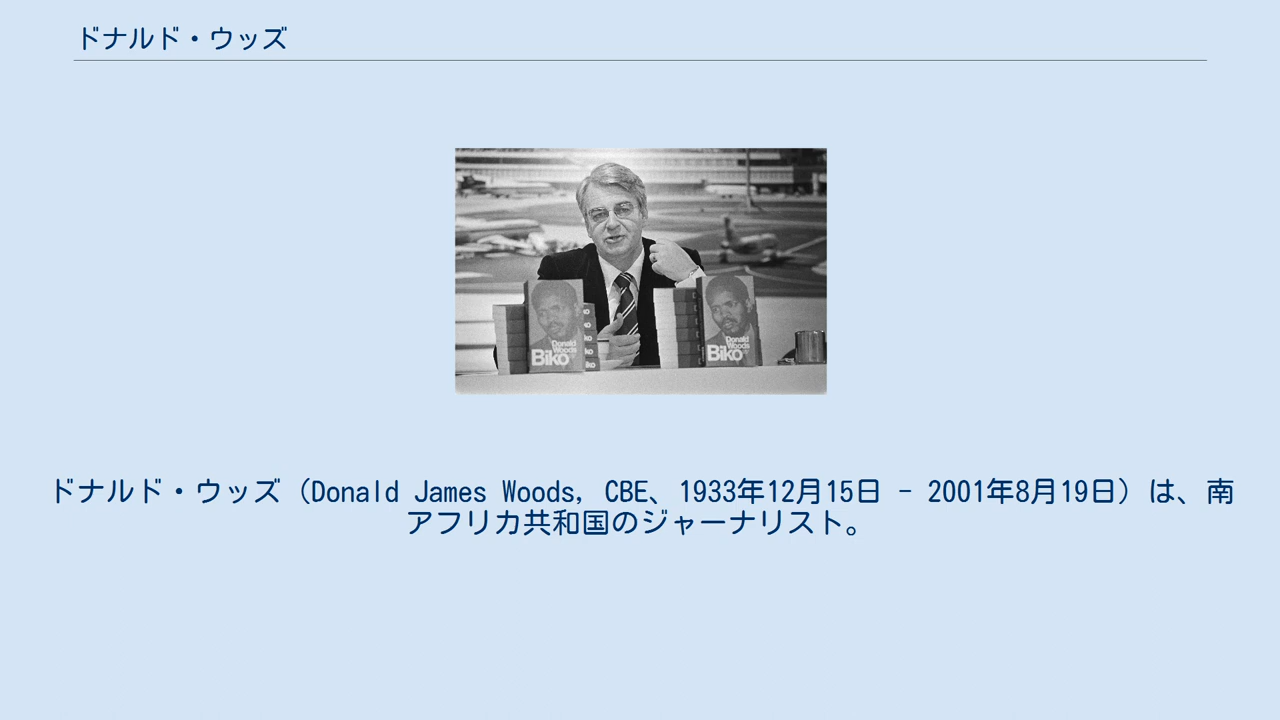 ドナルド・ウッズ
Donald
Woods
Biko
Donald
Woods
Biko
ドナルド・ウッズ（Donald James Woods, CBE、1933年12月15日 - 2001年8月19日）は、南
アフリカ共和国のジャーナリスト。